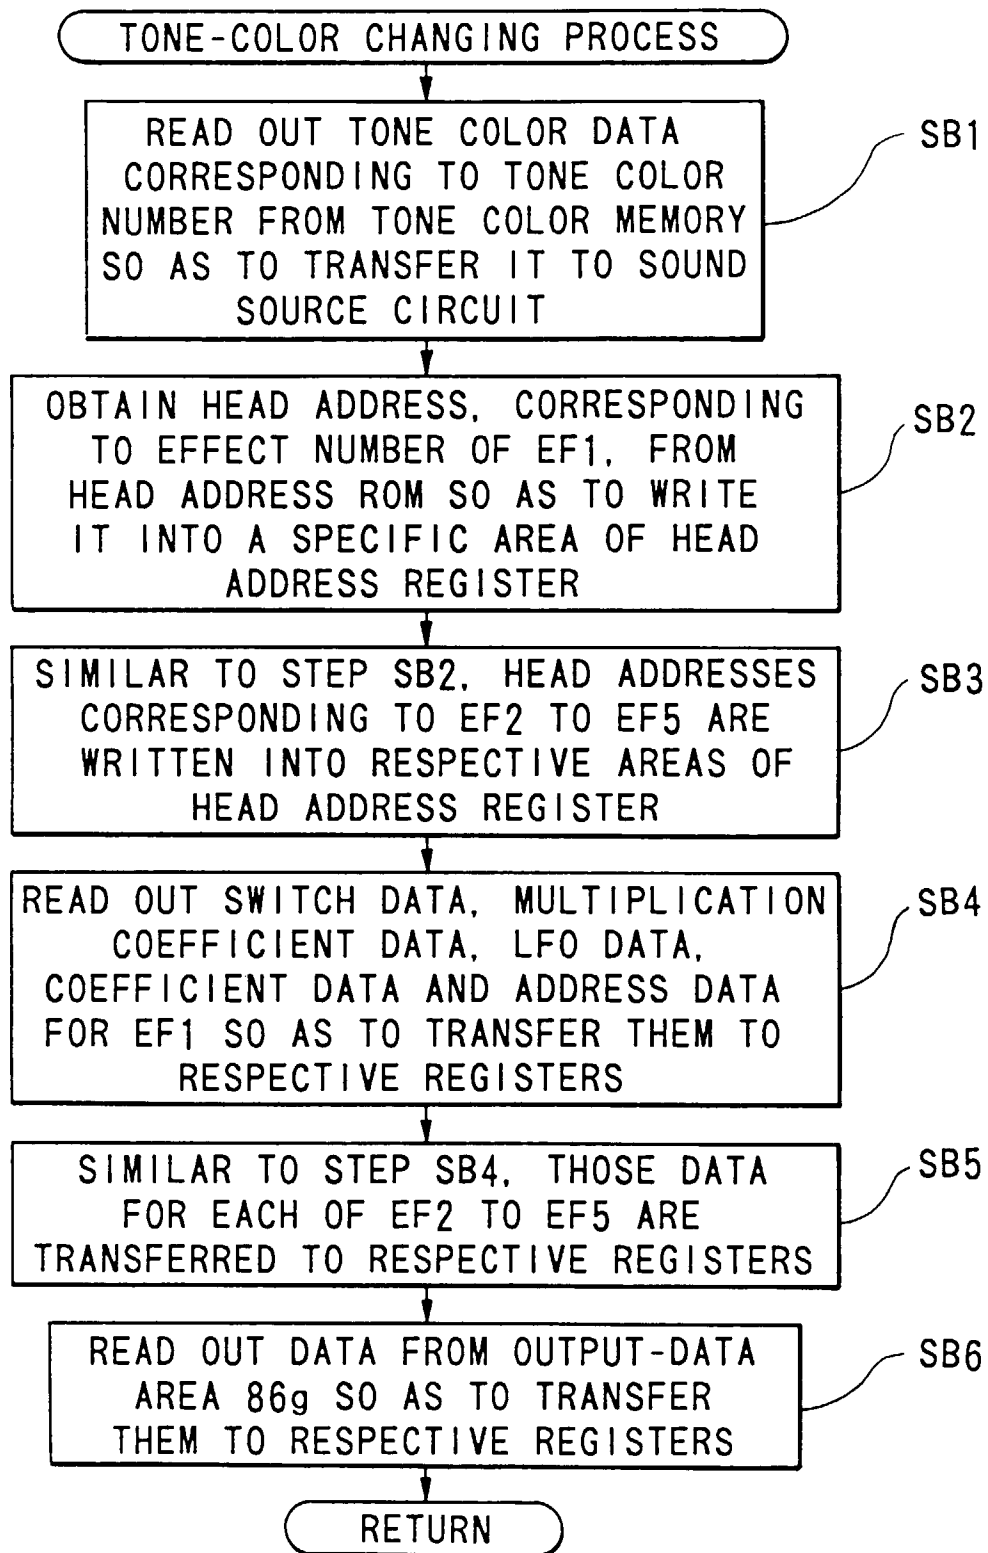 TONE-COLOR CHANGING PROCESS
READ OUT TONE COLOR DATA
CORRESPONDING TO TONE COLOR
NUMBER FROM TONE COLOR MEMORY
SO AS TO TRANSFER IT TO SOUND
SOURCE CIRCUIT
SB1
OBTAIN HEAD ADDRESS, CORRESPONDING
TO EFFECT NUMBER OF EF1, FROM
HEAD ADDRESS ROM SO AS TO WRITE
IT INTO A SPECIFIC AREA OF HEAD
ADDRESS REGISTER
SB2
SIMILAR TO STEP SB2, HEAD ADDRESSES
CORRESPONDING TO EF2 TO EF5 ARE
WRITTEN INTO RESPECTIVE AREAS OF
HEAD ADDRESS REGISTER
SB3
READ OUT SWITCH DATA, MULTIPLICATION
COEFFICIENT DATA, LFO DATA,
COEFFICIENT DATA AND ADDRESS DATA
FOR EF1 SO AS TO TRANSFER THEM TO
RESPECTIVE REGISTERS
SB4
SIMILAR TO STEP SB4, THOSE DATA
FOR EACH OF EF2 TO EF5 ARE
TRANSFERRED TO RESPECTIVE REGISTERS
SB5
READ OUT DATA FROM OUTPUT-DATA
AREA 86g SO AS TO TRANSFER
THEM TO RESPECTIVE REGISTERS
SB6
RETURN